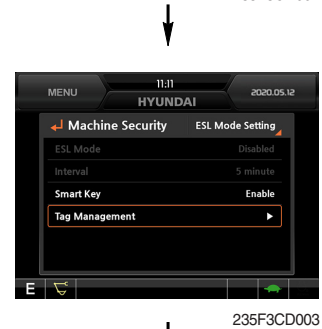 MENU
11:11
HYUNDAI
2020.05.12
Machine Security
ESL Mode Setting
ESL Mode Disabled
Interval 5 minute
Smart Key Enable
Tag Management
E
235F3CD003